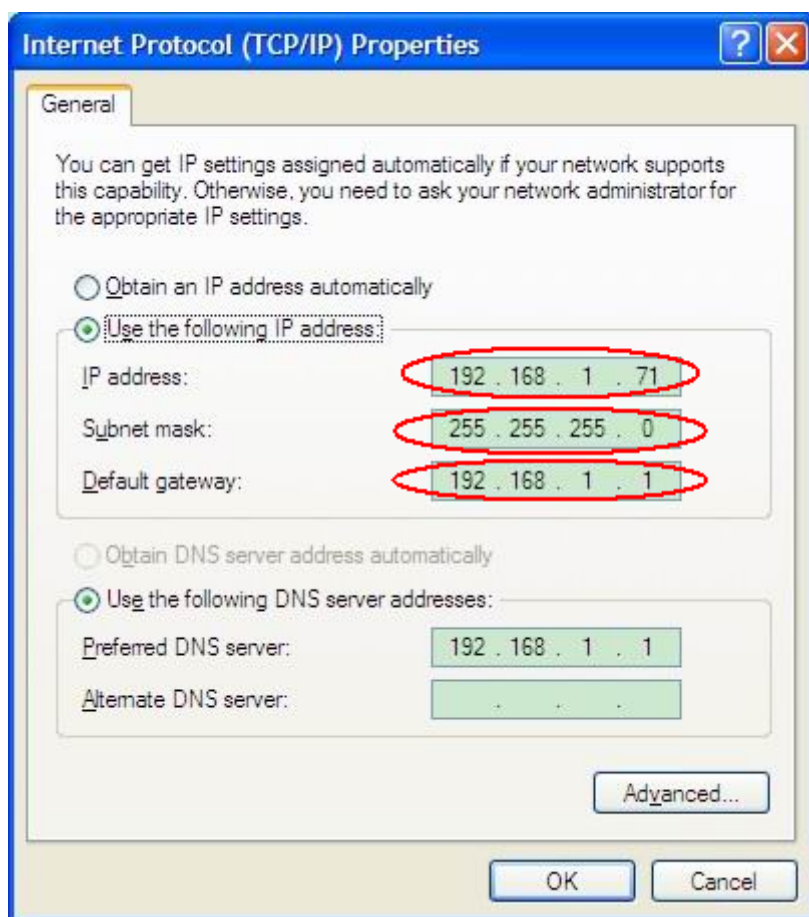 Internet Protocol (TCP/IP) Properties
General
You can get IP settings assigned automatically if your network supports
this capability. Otherwise, you need to ask your network administrator for
the appropriate IP settings.
Obtain an IP address automatically
Use the following IP address:
IP address: 192 . 168 . 1 . 71
Subnet mask: 255 . 255 . 255 . 0
Default gateway: 192 . 168 . 1 . 1
Obtain DNS server address automatically
Use the following DNS server addresses:
Preferred DNS server: 192 . 168 . 1 . 1
Alternate DNS server: . . .
Advanced...
OK Cancel